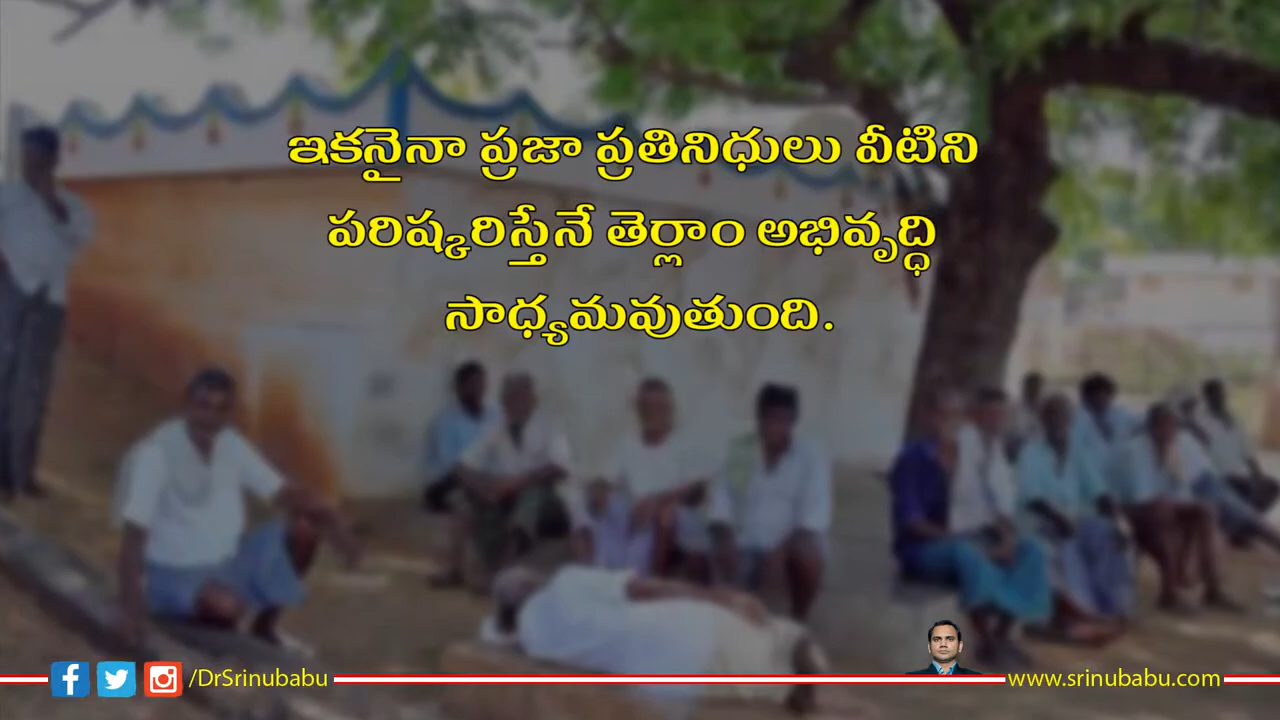 ఇకనైనా ప్రజా ప్రతినిధులు వీటిని
పరిష్కరిస్తేనే తెర్లాం అభివృద్ధి
సాధ్యమవుతుంది.
/DrSrinubabu
www.srinubabu.com